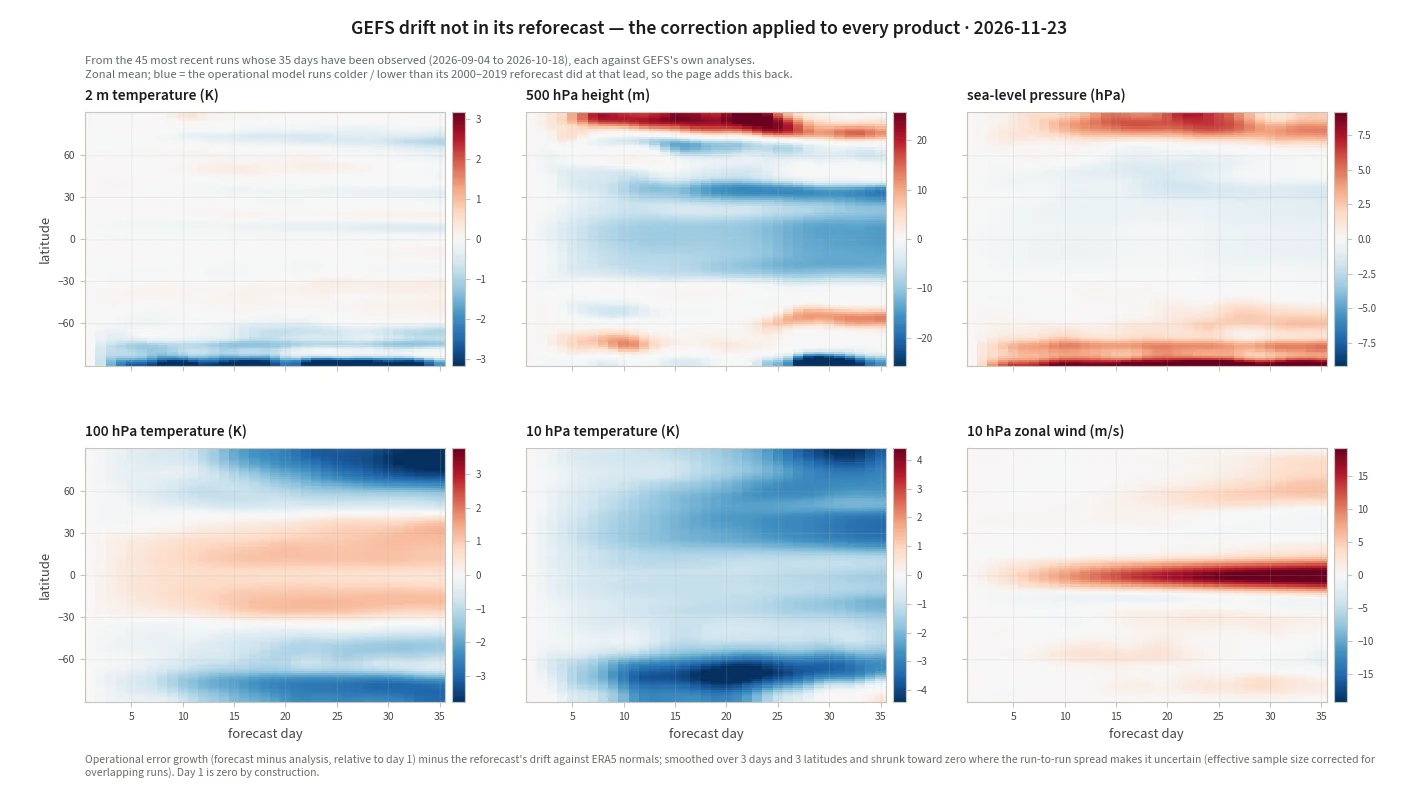 GEFS drift not in its reforecast — the correction applied to every product · 2026-11-23
From the 45 most recent runs whose 35 days have been observed (2026-09-04 to 2026-10-18), each against GEFS's own analyses.
Zonal mean; blue = the operational model runs colder / lower than its 2000–2019 reforecast did at that lead, so the page adds this back.
2 m temperature (K)
500 hPa height (m)
sea-level pressure (hPa)
latitude
60
30
0
−30
−60
3
2
1
0
−1
−2
−3
20
10
0
−10
−20
7.5
5.0
2.5
0.0
−2.5
−5.0
−7.5
100 hPa temperature (K)
10 hPa temperature (K)
10 hPa zonal wind (m/s)
latitude
60
30
0
−30
−60
3
2
1
0
−1
−2
−3
4
3
2
1
0
−1
−2
−3
−4
15
10
5
0
−5
−10
−15
5 10 15 20 25 30 35
5 10 15 20 25 30 35
5 10 15 20 25 30 35
forecast day
forecast day
forecast day
Operational error growth (forecast minus analysis, relative to day 1) minus the reforecast's drift against ERA5 normals; smoothed over 3 days and 3 latitudes and shrunk toward zero where the run-to-run spread makes it uncertain (effective sample size corrected for
overlapping runs). Day 1 is zero by construction.